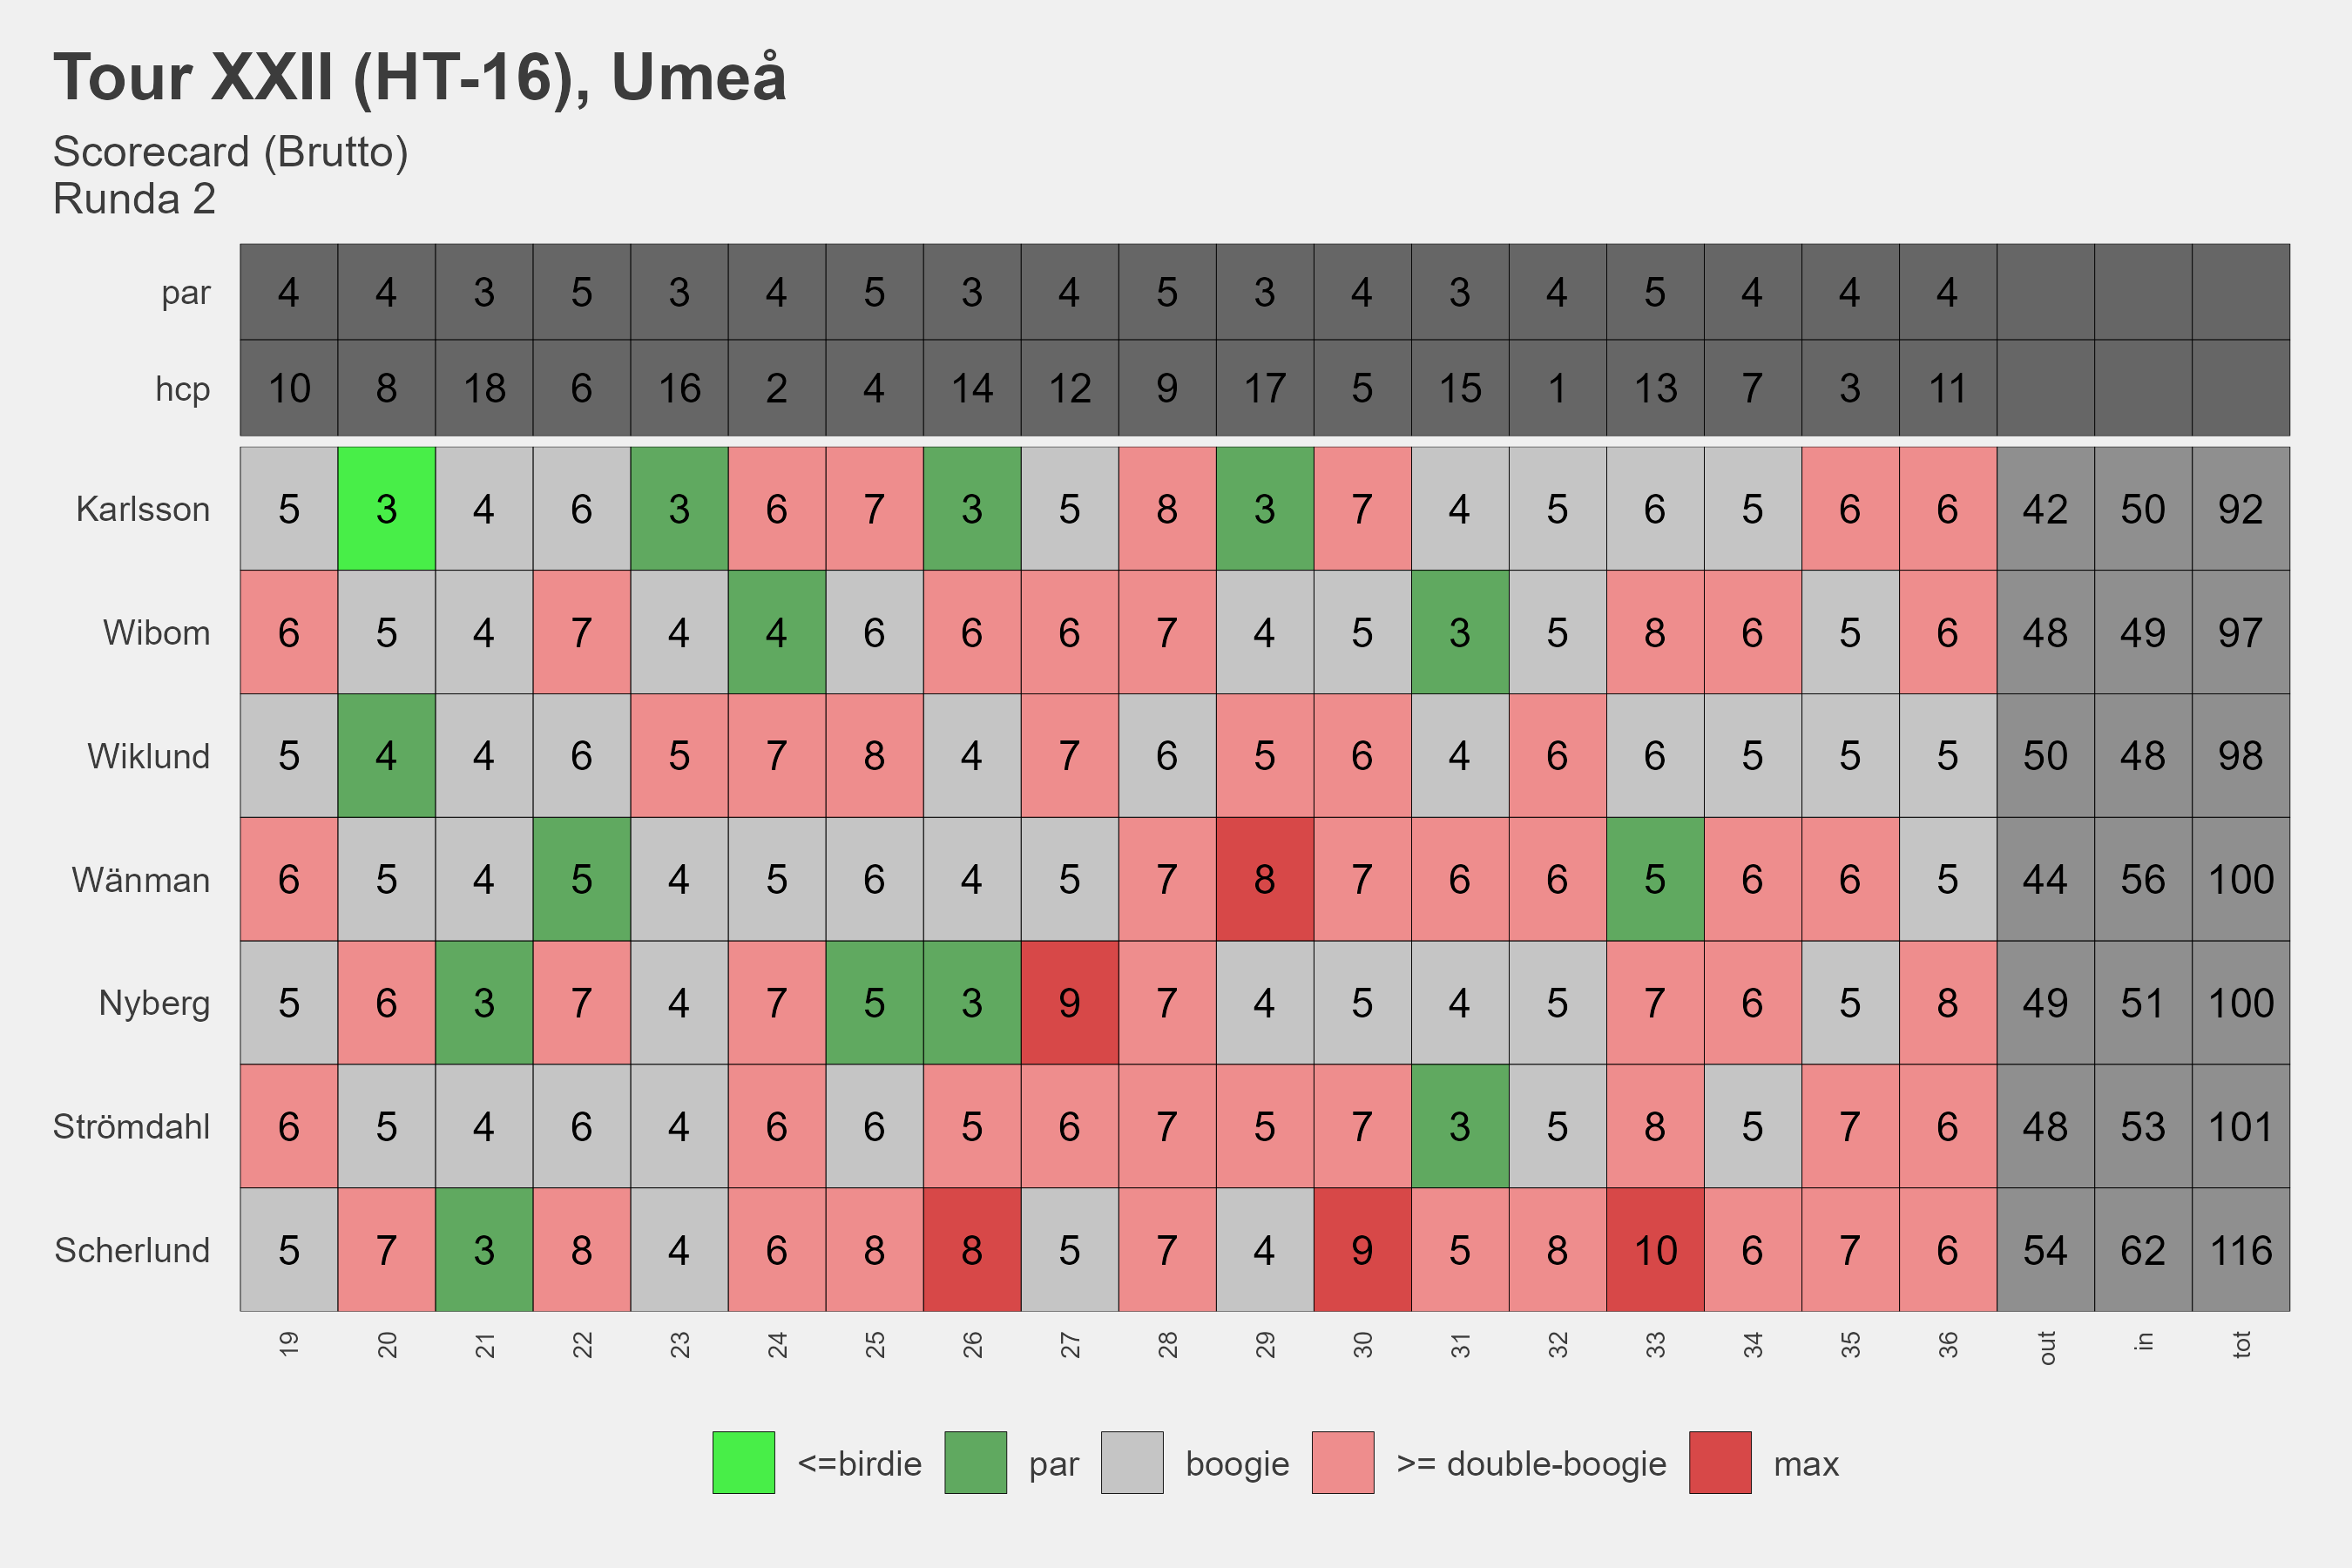 Tour XXII (HT-16), Umeå
Scorecard (Brutto)
Runda 2
par 4 4 3 5 3 4 5 3 4 5 3 4 3 4 5 4 4 4
hcp 10 8 18 6 16 2 4 14 12 9 17 5 15 1 13 7 3 11
Karlsson 5 3 4 6 3 6 7 3 5 8 3 7 4 5 6 5 6 6 42 50 92
Wibom 6 5 4 7 4 4 6 6 6 7 4 5 3 5 8 6 5 6 48 49 97
Wiklund 5 4 4 6 5 7 8 4 7 6 5 6 4 6 6 5 5 5 50 48 98
Wänman 6 5 4 5 4 5 6 4 5 7 8 7 6 6 5 6 6 5 44 56 100
Nyberg 5 6 3 7 4 7 5 3 9 7 4 5 4 5 7 6 5 8 49 51 100
Strömdahl 6 5 4 6 4 6 6 5 6 7 5 7 3 5 8 5 7 6 48 53 101
Scherlund 5 7 3 8 4 6 8 8 5 7 4 9 5 8 10 6 7 6 54 62 116
19 20 21 22 23 24 25 26 27 28 29 30 31 32 33 34 35 36 out in tot
<=birdie par boogie >= double-boogie max